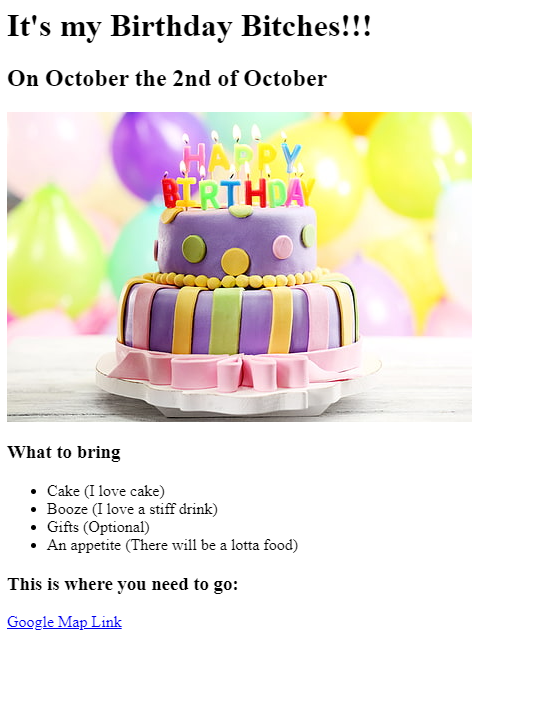 It's my Birthday Bitches!!!
On October the 2nd of October
HAPPY
BIRTHDAY
What to bring
• Cake (I love cake)
• Booze (I love a stiff drink)
• Gifts (Optional)
• An appetite (There will be a lotta food)
This is where you need to go:
Google Map Link